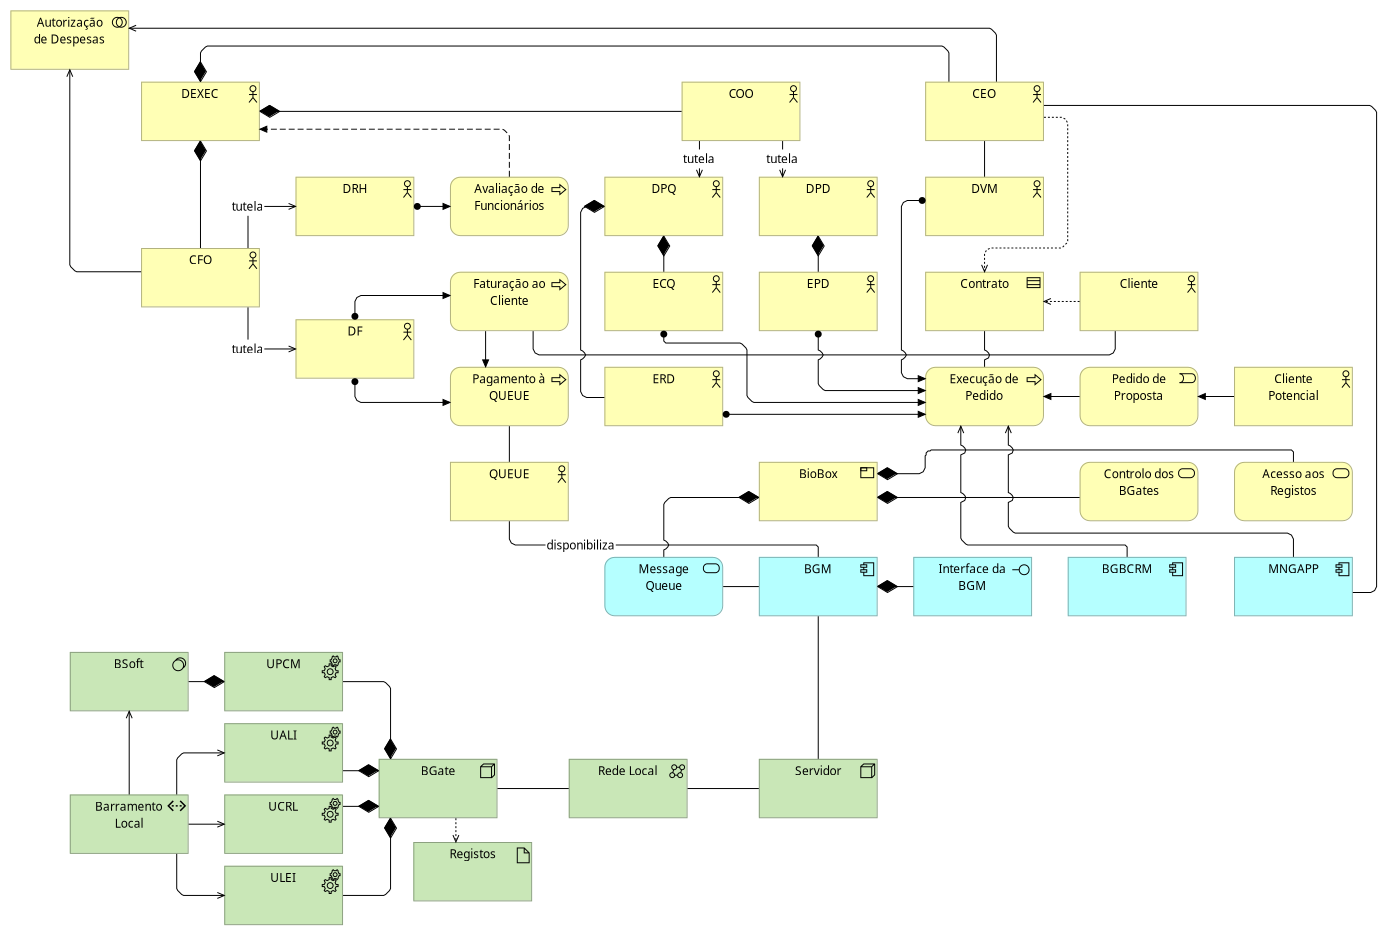 Autorização
de Despesas
DEXEC
COO
CEO
tutela
tutela
DRH
Avaliação de
Funcionários
DPQ
DPD
DVM
tutela
CFO
Faturação ao
Cliente
ECQ
EPD
Contrato
Cliente
DF
tutela
Pagamento à
QUEUE
ERD
Execução de
Pedido
Pedido de
Proposta
Cliente
Potencial
QUEUE
BioBox
Controlo dos
BGates
Acesso aos
Registos
disponibiliza
Message
Queue
BGM
Interface da
BGM
BGBCRM
MNGAPP
BSoft
UPCM
UALI
BGate
Rede Local
Servidor
Barramento
Local
UCRL
Registos
ULEI